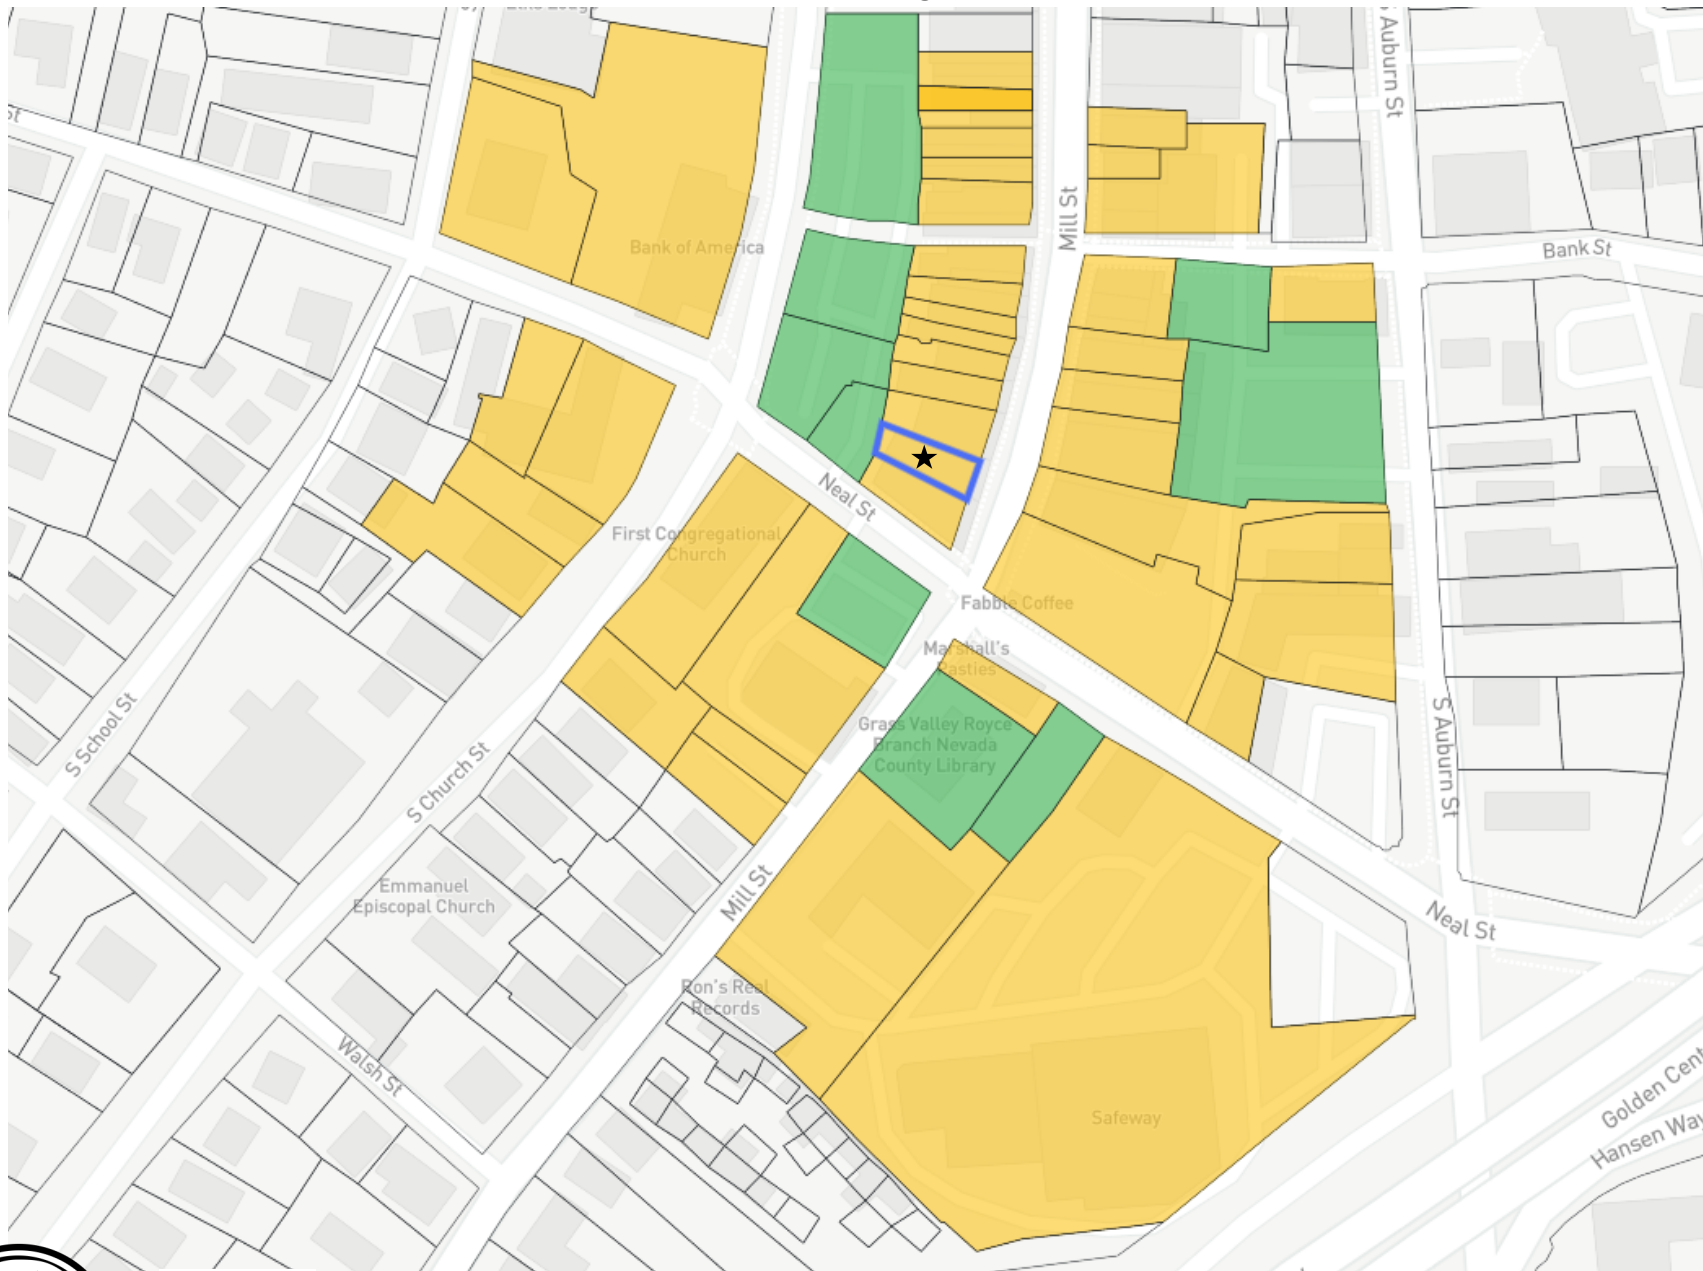 S Auburn St
Mill St
Bank St
Bank of America
Neal St
First Congregational
Church
Fabble Coffee
Marshall's
Pasties
Grass Valley Royce
Branch Nevada
County Library
S School St
S Church St
S Auburn St
Emmanuel
Episcopal Church
Mill St
Neal St
Ron's Real
Records
Walsh St
Safeway
Golden Cent
Hansen Way